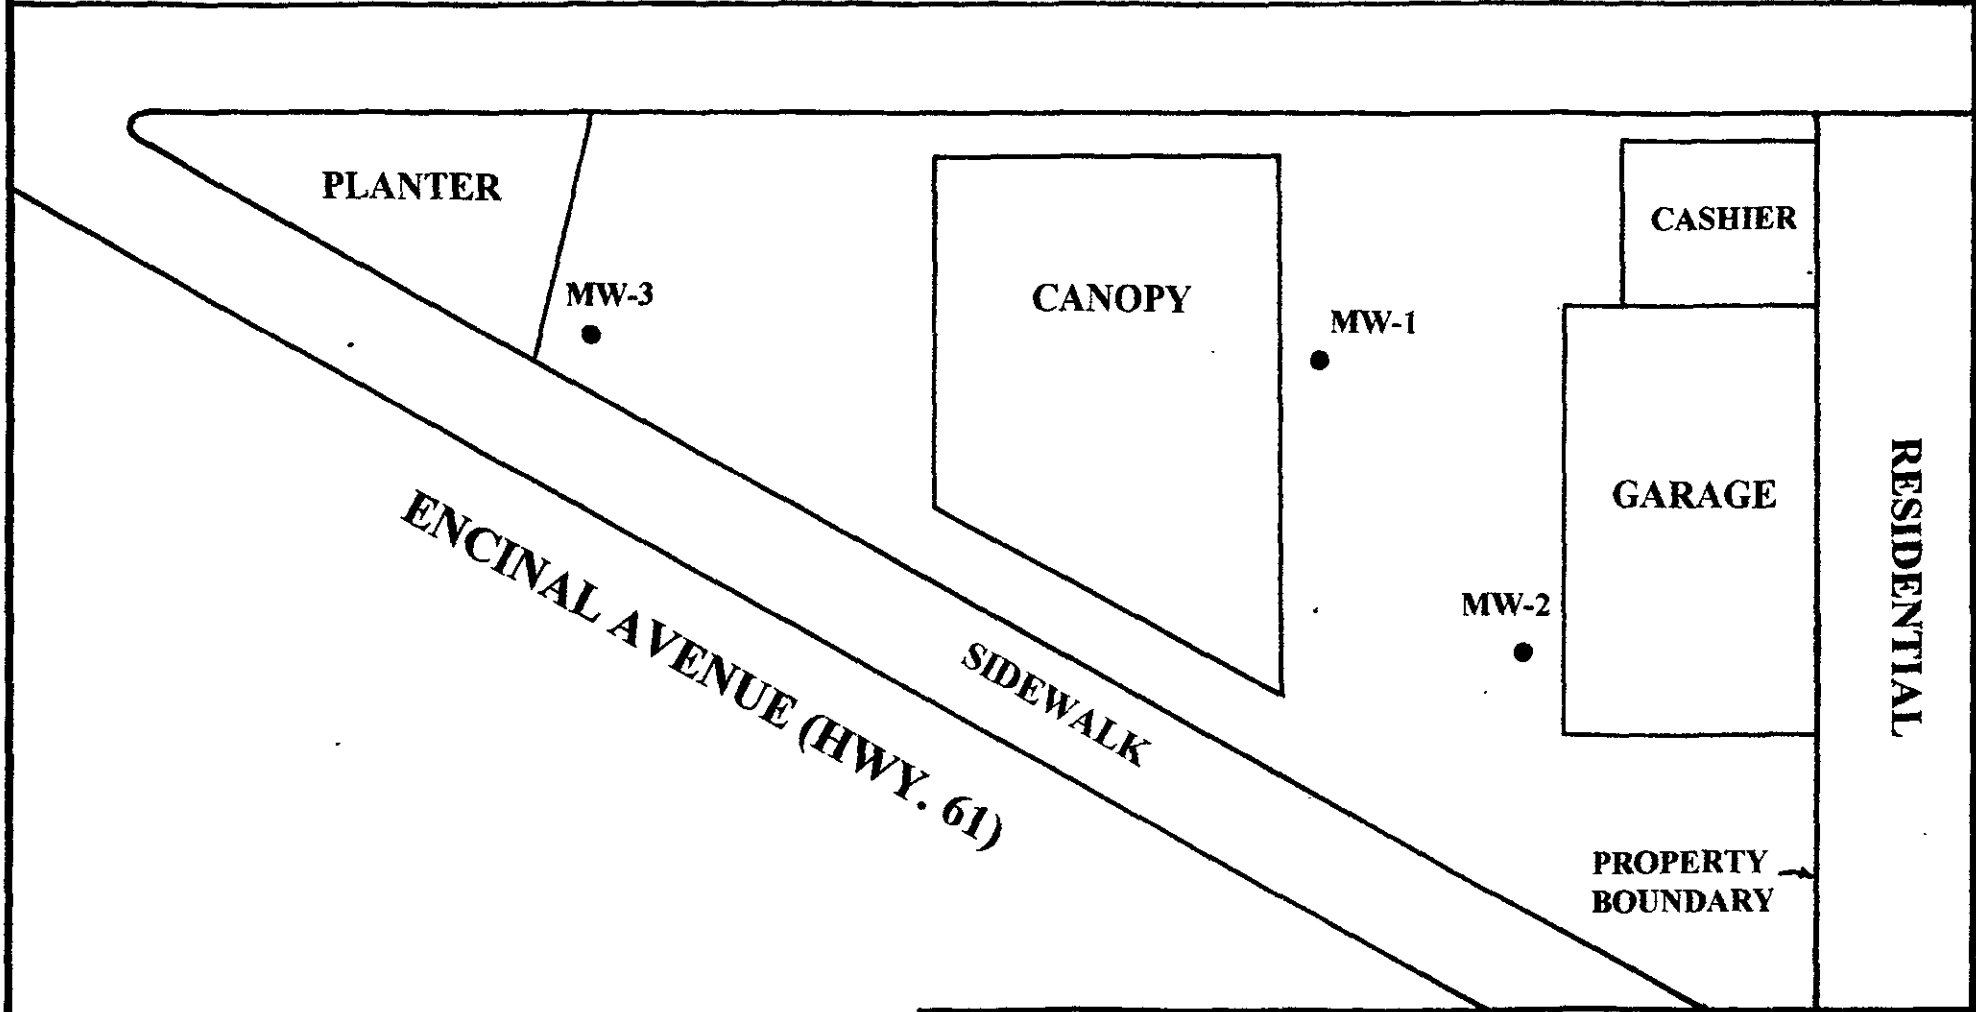 PLANTER
CASHIER
MW-3
CANOPY
MW-1
GARAGE
RESIDENTIAL
ENCINAL AVENUE (HWY. 61)
MW-2
SIDEWALK
PROPERTY
BOUNDARY